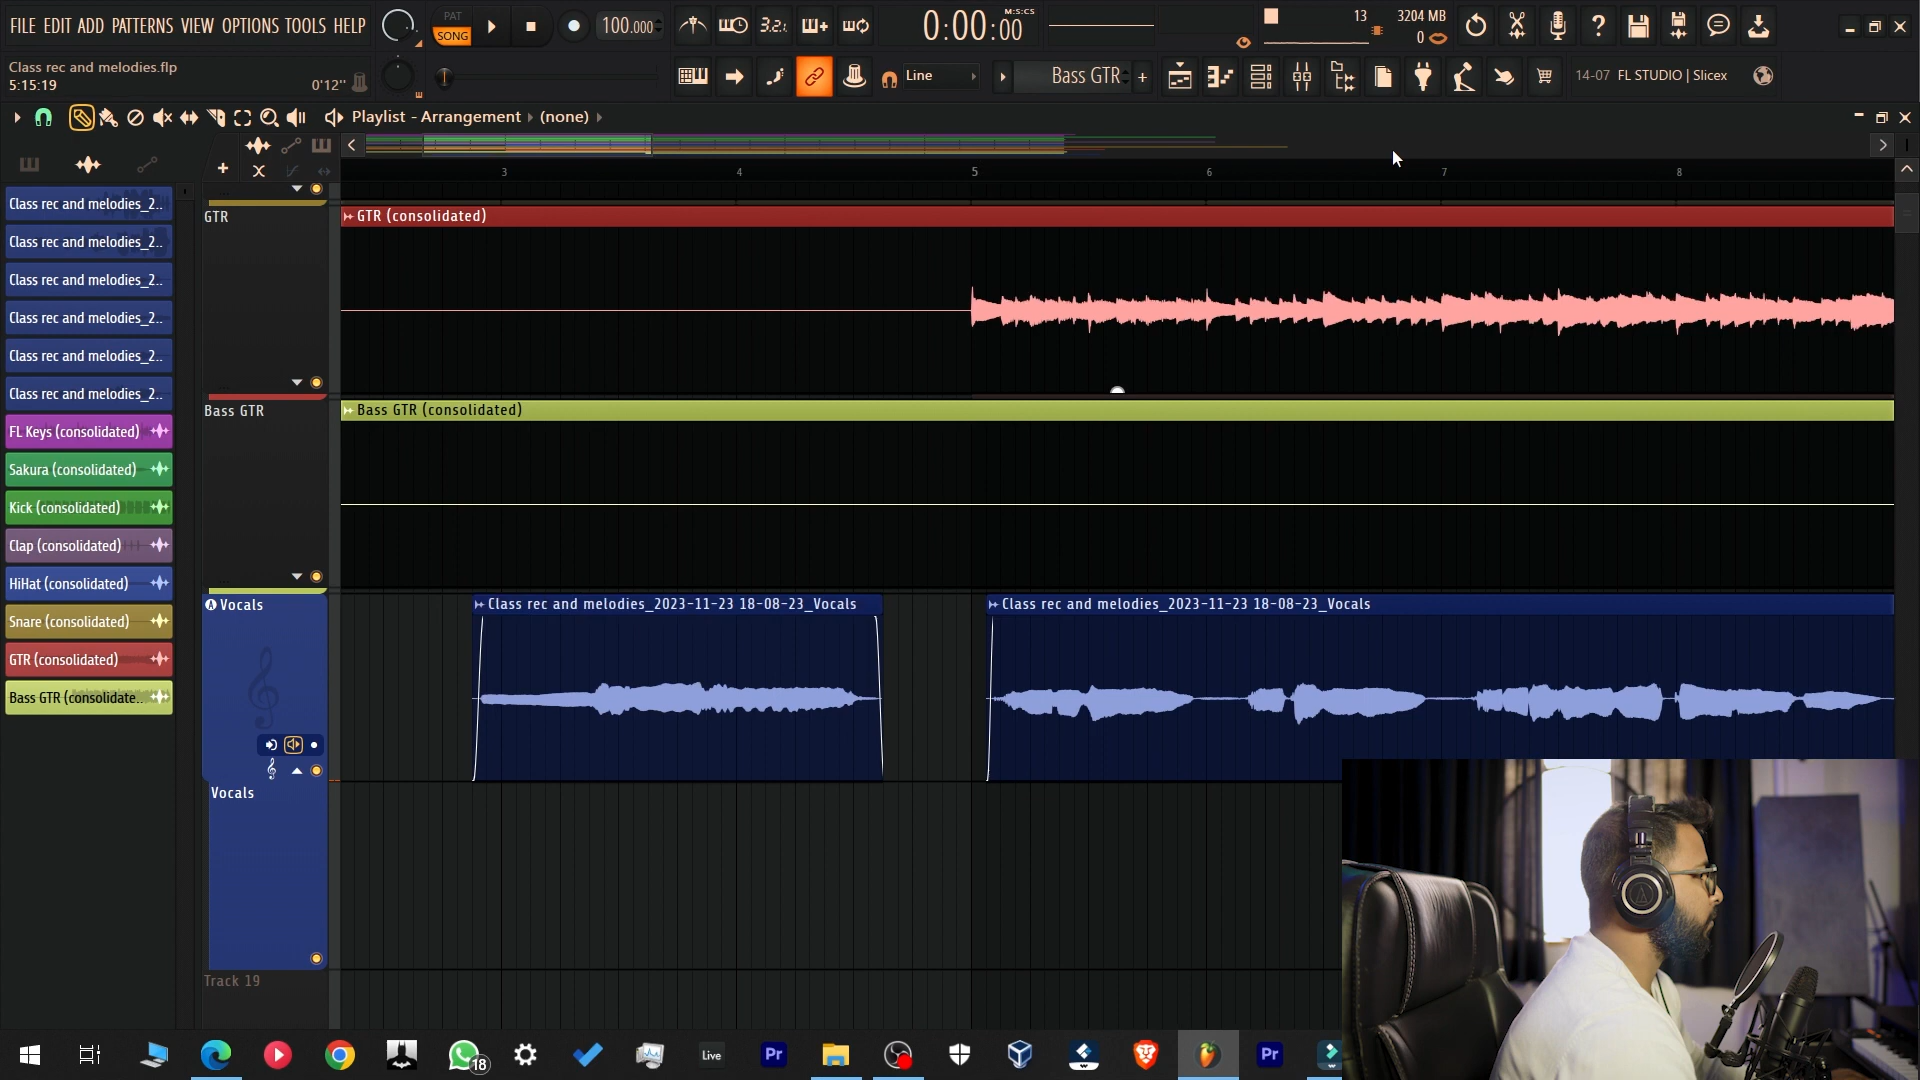 FILE EDIT ADD PATTERNS VIEW OPTIONS TOOLS HELP
PAT
SONG
100.000
3.2.
0:00:00
M:S:CS
13
3204 MB
0
Class rec and melodies.flp
5:15:19
0'12''
Line
Bass GTR
14-07 FL STUDIO | Slicex
Playlist - Arrangement
(none)
3
4
5
6
7
8
Class rec and melodies_2..
Class rec and melodies_2..
Class rec and melodies_2..
Class rec and melodies_2..
Class rec and melodies_2..
Class rec and melodies_2..
FL Keys (consolidated)
Sakura (consolidated)
Kick (consolidated)
Clap (consolidated)
HiHat (consolidated)
Snare (consolidated)
GTR (consolidated)
Bass GTR (consolidate..
GTR
GTR (consolidated)
Bass GTR
Bass GTR (consolidated)
Vocals
Class rec and melodies_2023-11-23 18-08-23_Vocals
Class rec and melodies_2023-11-23 18-08-23_Vocals
Vocals
Track 19
18
Live
Pr
Pr